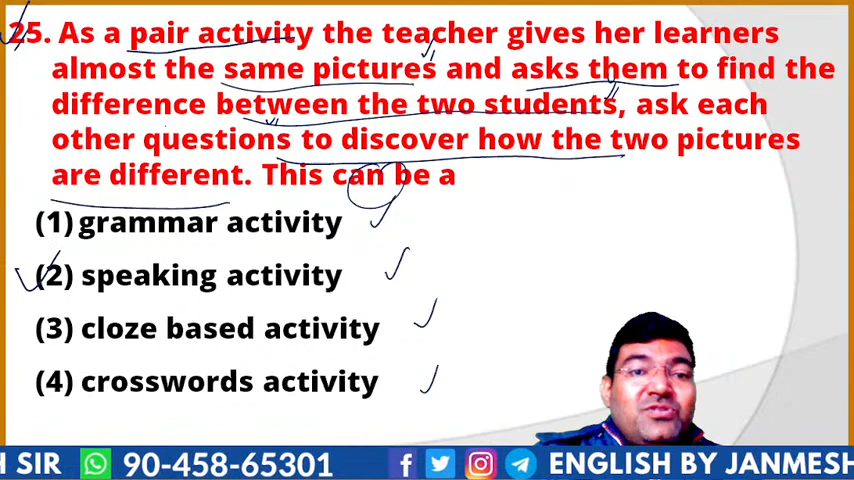 25. As a pair activity the teacher gives her learners
almost the same pictures and asks them to find the
difference between the two students, ask each
other questions to discover how the two pictures
are different. This can be a
(1) grammar activity
(2) speaking activity
(3) cloze based activity
(4) crosswords activity
H SIR 90-458-65301 ENGLISH BY JANMESH